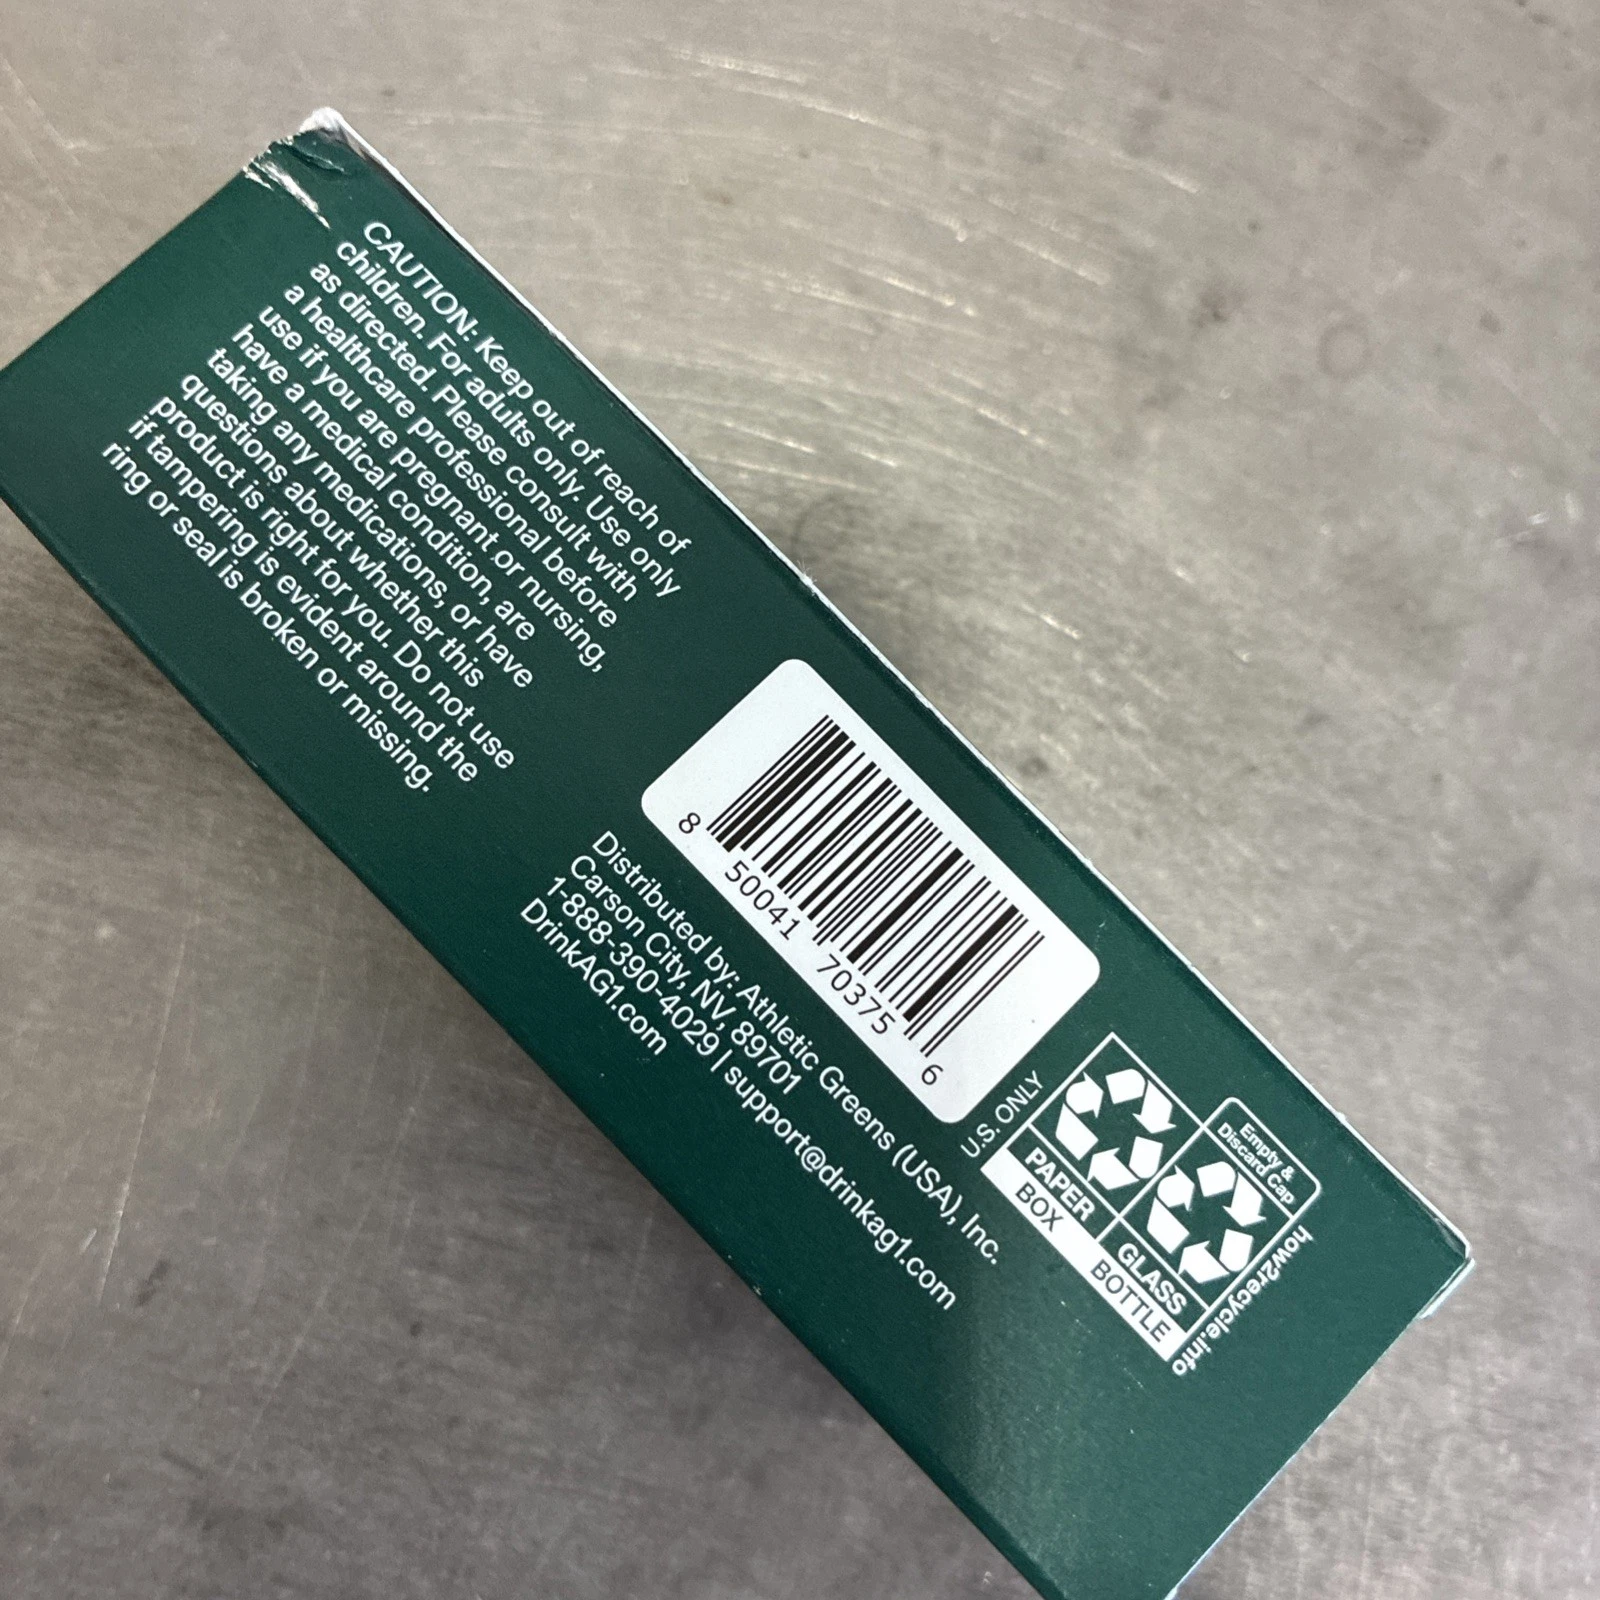 CAUTION: Keep out of reach of
children. For adults only. Use only
as directed. Please consult with
a healthcare professional before
use if you are pregnant or nursing,
have a medical condition, are
taking any medications, or have
questions about whether this
product is right for you. Do not use
if tampering is evident around the
ring or seal is broken or missing.
8 50041 70375 6
Distributed by: Athletic Greens (USA), Inc.
Carson City, NV, 89701
1-888-390-4029 | support@drinkag1.com
DrinkAG1.com
U.S. ONLY
Empty &
Discard Cap
PAPER
BOX
GLASS
BOTTLE
how2recycle.info